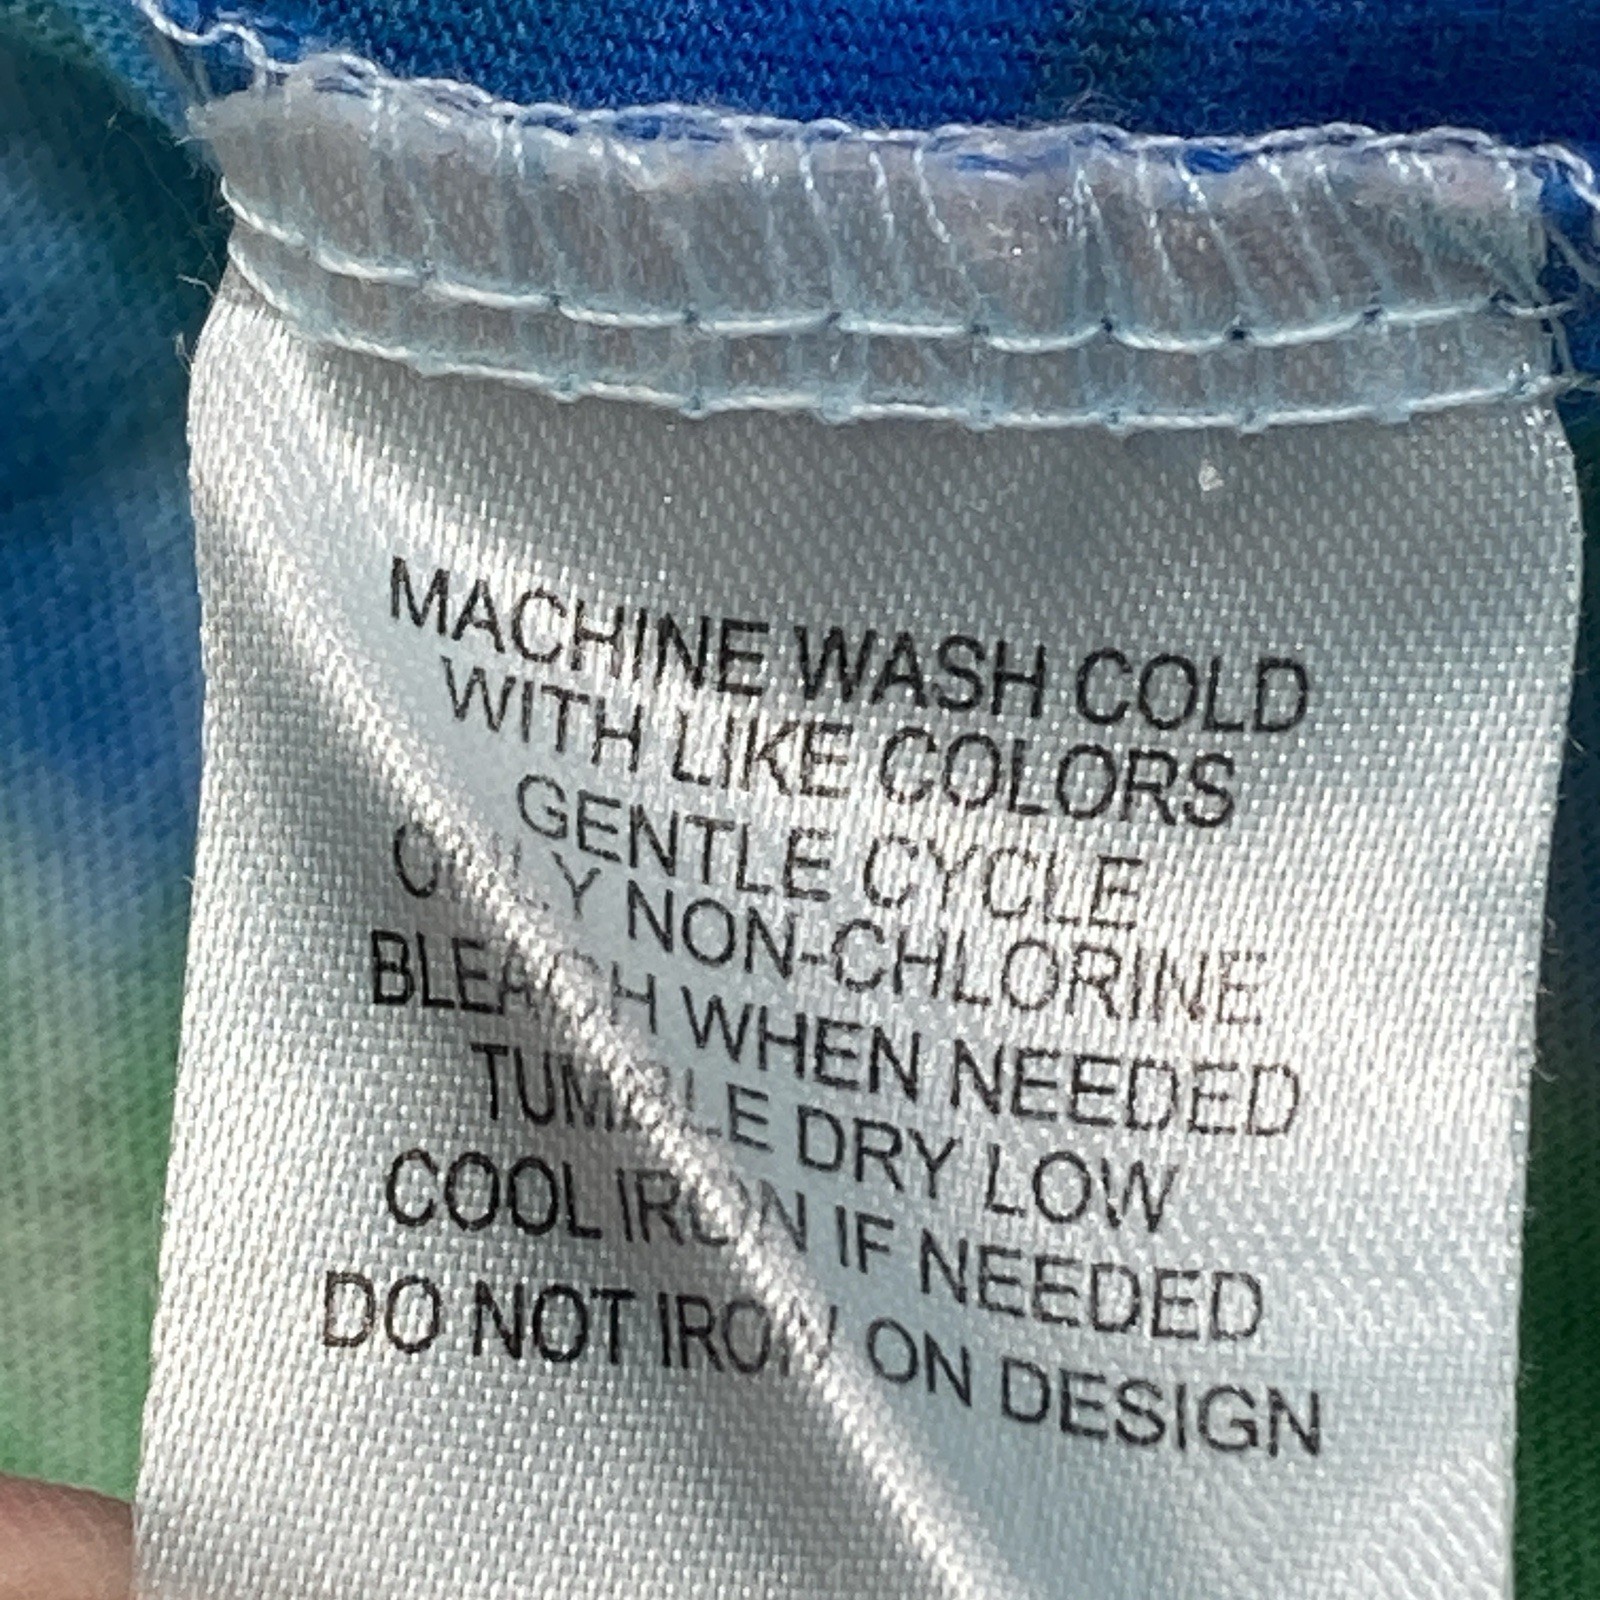 MACHINE WASH COLD
WITH LIKE COLORS
GENTLE CYCLE
ONLY NON-CHLORINE
BLEACH WHEN NEEDED
TUMBLE DRY LOW
COOL IRON IF NEEDED
DO NOT IRON ON DESIGN